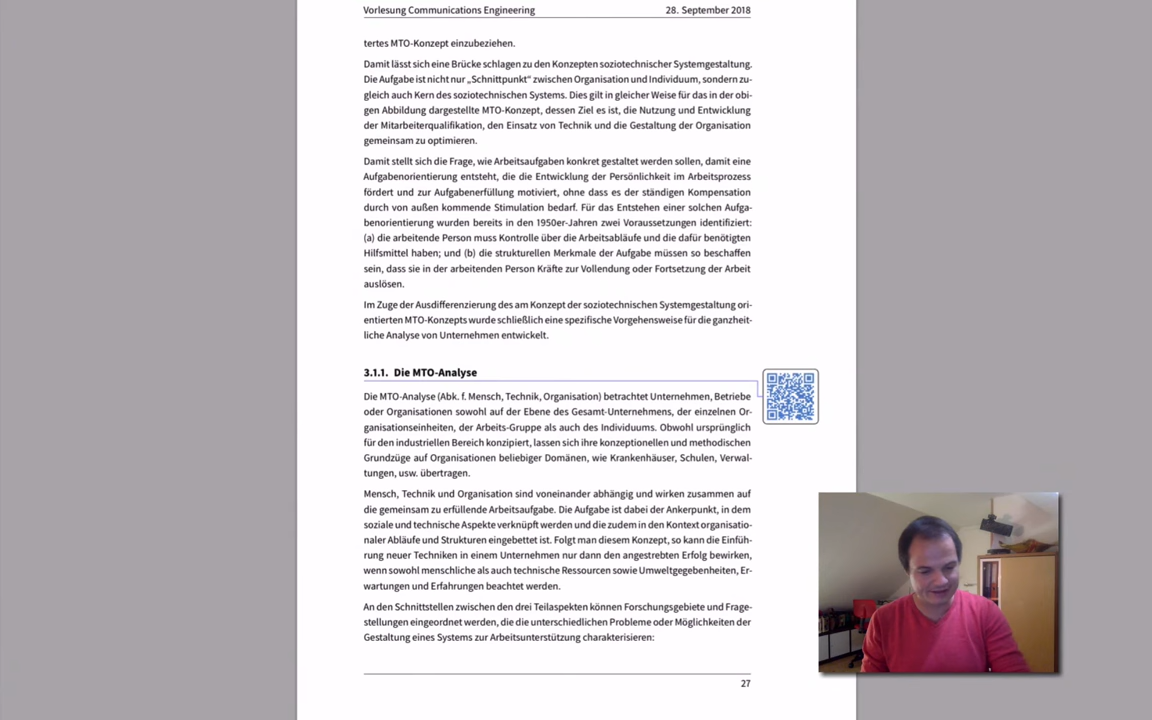 Vorlesung Communications Engineering 28. September 2018
tertes MTO-Konzept einzubeziehen.
Damit lässt sich eine Brücke schlagen zu den Konzepten soziotechnischer Systemgestaltung.
Die Aufgabe ist nicht nur „Schnittpunkt“ zwischen Organisation und Individuum, sondern zu-
gleich auch Kern des soziotechnischen Systems. Dies gilt in gleicher Weise für das in der obi-
gen Abbildung dargestellte MTO-Konzept, dessen Ziel es ist, die Nutzung und Entwicklung
der Mitarbeiterqualifikation, den Einsatz von Technik und die Gestaltung der Organisation
gemeinsam zu optimieren.
Damit stellt sich die Frage, wie Arbeitsaufgaben konkret gestaltet werden sollen, damit eine
Aufgabenorientierung entsteht, die die Entwicklung der Persönlichkeit im Arbeitsprozess
fördert und zur Aufgabenerfüllung motiviert, ohne dass es der ständigen Kompensation
durch von außen kommende Stimulation bedarf. Für das Entstehen einer solchen Aufga-
benorientierung wurden bereits in den 1950er-Jahren zwei Voraussetzungen identifiziert:
(a) die arbeitende Person muss Kontrolle über die Arbeitsabläufe und die dafür benötigten
Hilfsmittel haben; und (b) die strukturellen Merkmale der Aufgabe müssen so beschaffen
sein, dass sie in der arbeitenden Person Kräfte zur Vollendung oder Fortsetzung der Arbeit
auslösen.
Im Zuge der Ausdifferenzierung des am Konzept der soziotechnischen Systemgestaltung ori-
entierten MTO-Konzepts wurde schließlich eine spezifische Vorgehensweise für die ganzheit-
liche Analyse von Unternehmen entwickelt.
3.1.1. Die MTO-Analyse
Die MTO-Analyse (Abk. f. Mensch, Technik, Organisation) betrachtet Unternehmen, Betriebe
oder Organisationen sowohl auf der Ebene des Gesamt-Unternehmens, der einzelnen Or-
ganisationseinheiten, der Arbeits-Gruppe als auch des Individuums. Obwohl ursprünglich
für den industriellen Bereich konzipiert, lassen sich ihre konzeptionellen und methodischen
Grundzüge auf Organisationen beliebiger Domänen, wie Krankenhäuser, Schulen, Verwal-
tungen, usw. übertragen.
Mensch, Technik und Organisation sind voneinander abhängig und wirken zusammen auf
die gemeinsam zu erfüllende Arbeitsaufgabe. Die Aufgabe ist dabei der Ankerpunkt, in dem
soziale und technische Aspekte verknüpft werden und die zudem in den Kontext organisatio-
naler Abläufe und Strukturen eingebettet ist. Folgt man diesem Konzept, so kann die Einfüh-
rung neuer Techniken in einem Unternehmen nur dann den angestrebten Erfolg bewirken,
wenn sowohl menschliche als auch technische Ressourcen sowie Umweltgegebenheiten, Er-
wartungen und Erfahrungen beachtet werden.
An den Schnittstellen zwischen den drei Teilaspekten können Forschungsgebiete und Frage-
stellungen eingeordnet werden, die die unterschiedlichen Probleme oder Möglichkeiten der
Gestaltung eines Systems zur Arbeitsunterstützung charakterisieren:
27